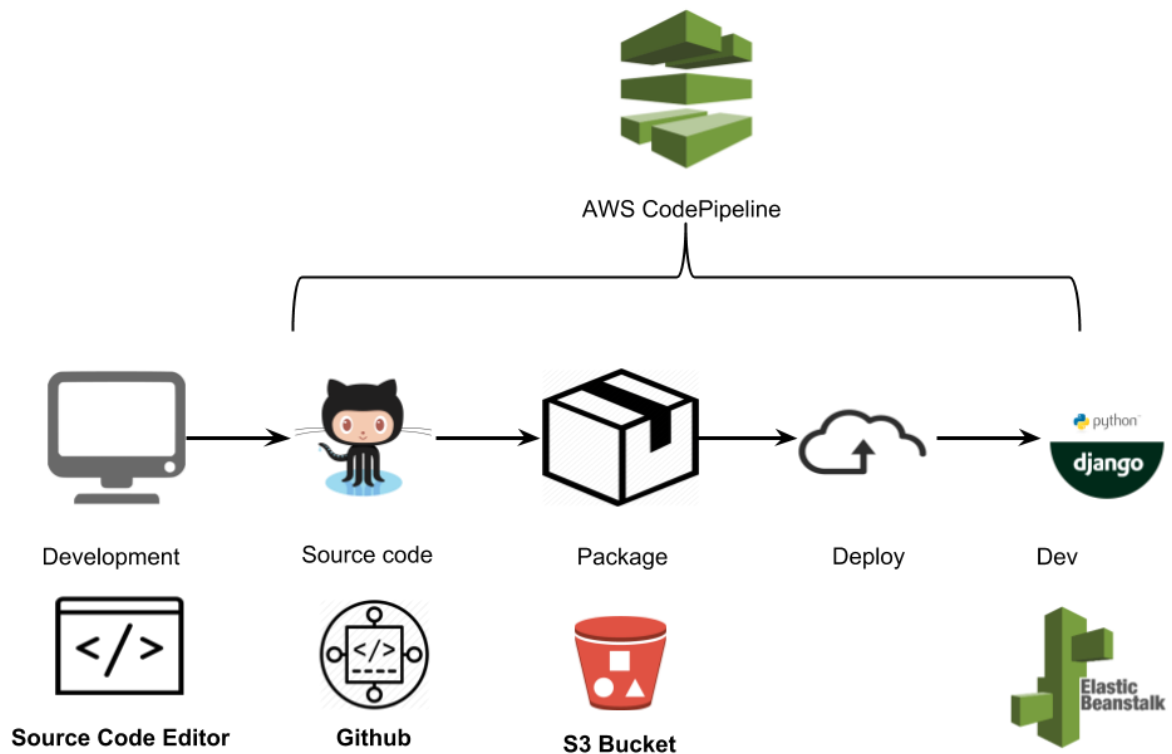 AWS CodePipeline
python
django
Development
Source code
Package
Deploy
Dev
</>
</>
Elastic
Beanstalk
Source Code Editor
Github
S3 Bucket